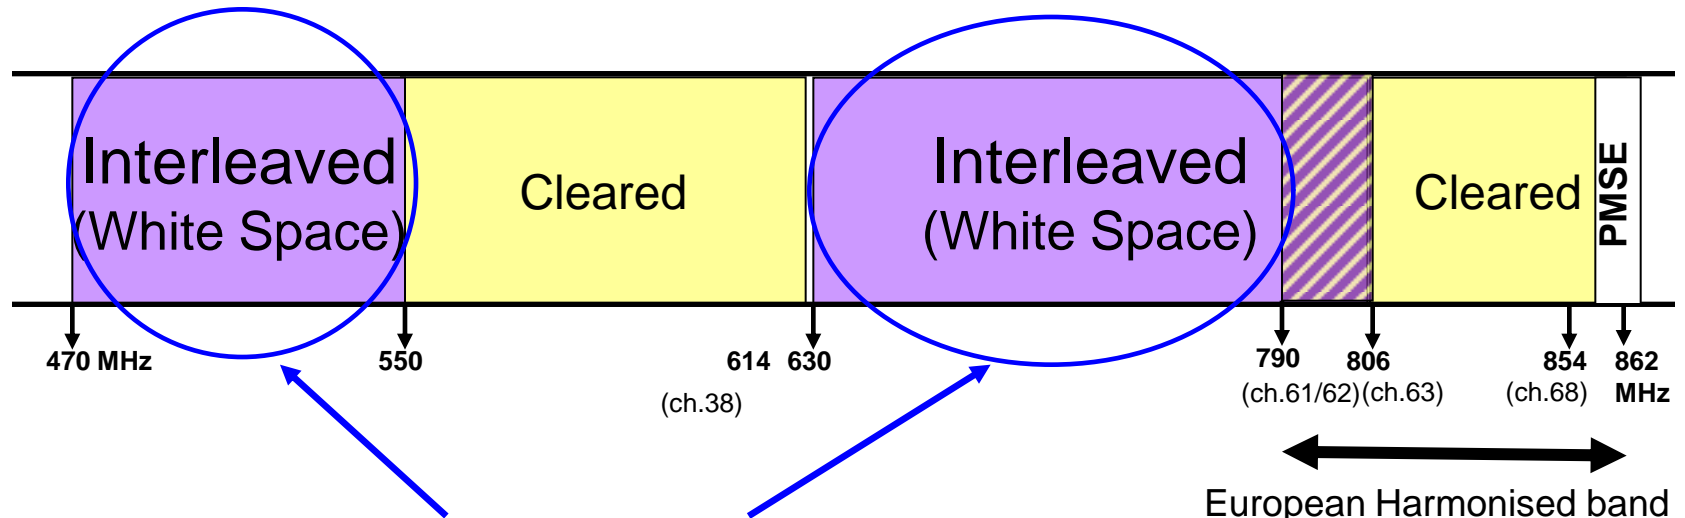 Interleaved
(White Space)
Cleared
Interleaved
(White Space)
Cleared
PMSE
470 MHz
550
614
630
790
806
854
862
MHz
(ch.38)
(ch.61/62)
(ch.63)
(ch.68)
European Harmonised band